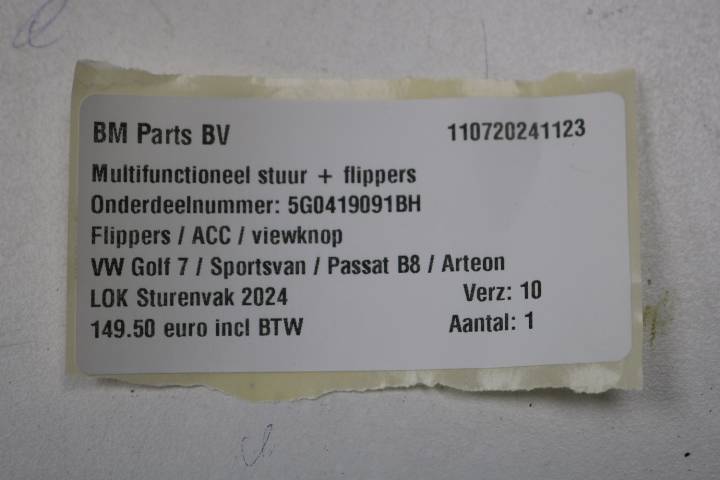 BM Parts BV 110720241123
Multifunctioneel stuur + flippers
Onderdeelnummer: 5G0419091BH
Flippers / ACC / viewknop
VW Golf 7 / Sportsvan / Passat B8 / Arteon
LOK Sturenvak 2024 Verz: 10
149.50 euro incl BTW Aantal: 1